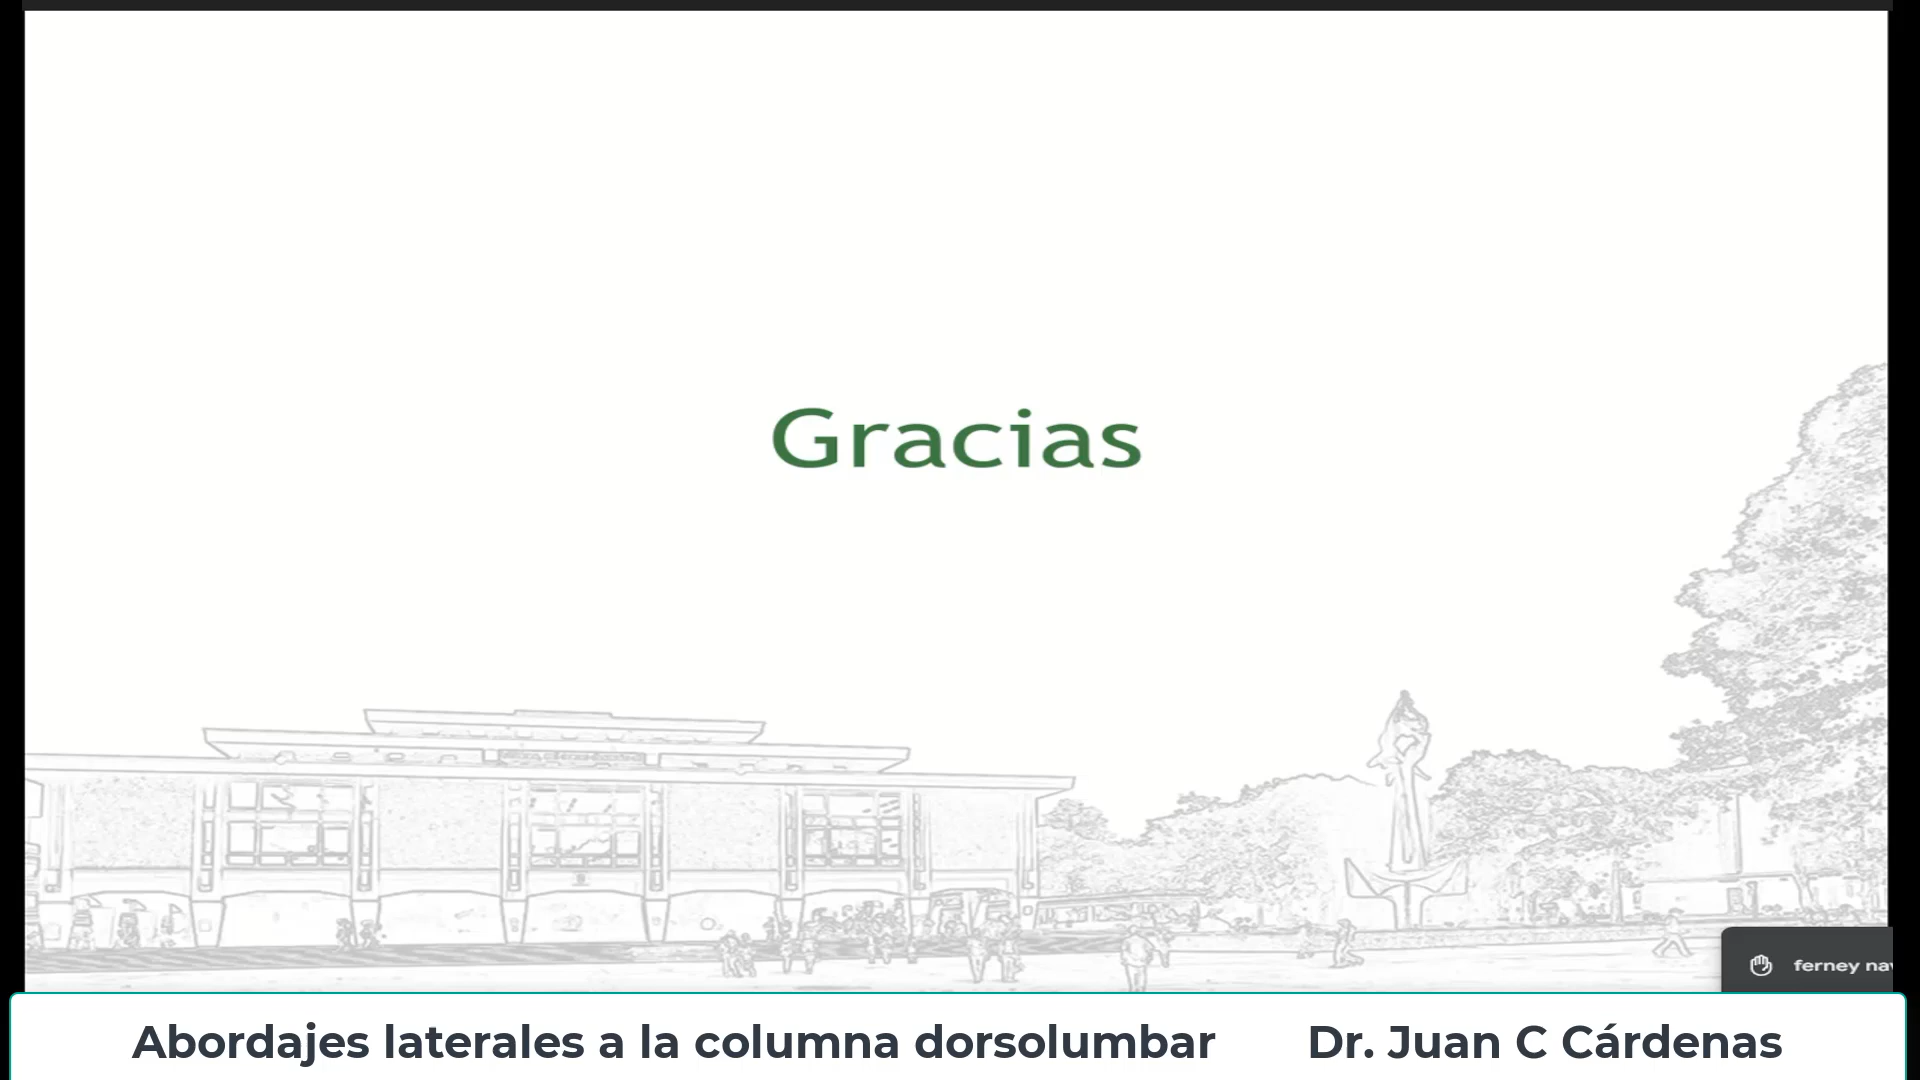 Gracias
ferney
Abordajes laterales a la columna dorsolumbar
Dr. Juan C Cárdenas